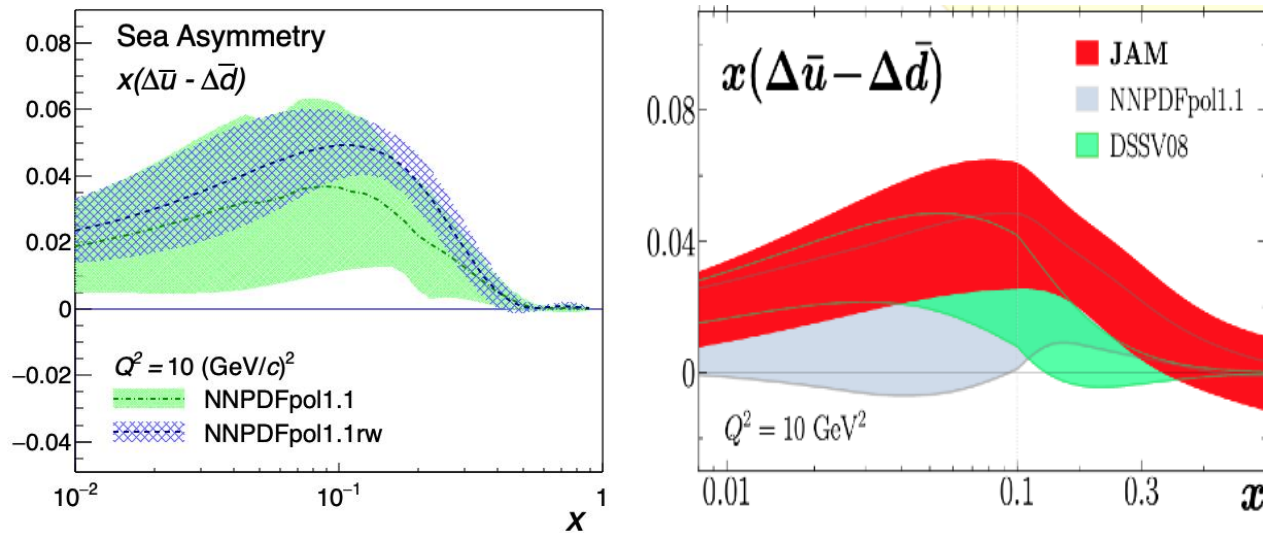 Sea Asymmetry
x(Δū - Δd̄)
0.08
0.06
0.04
0.02
0
−0.02
−0.04
Q² = 10 (GeV/c)²
NNPDFpol1.1
NNPDFpol1.1rw
10⁻²
10⁻¹
1
x
x(Δū − Δd̄)
JAM
NNPDFpol1.1
DSSV08
0.08
0.04
0
Q² = 10 GeV²
0.01
0.1
0.3
x